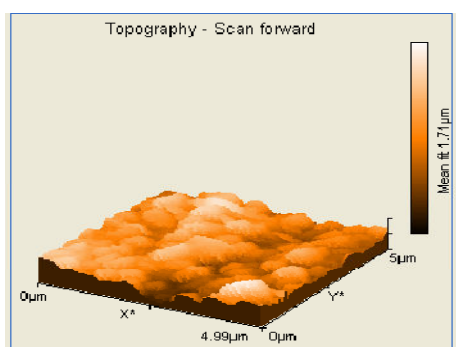 Topography - Scan forward
Mean fit 1.71µm
5µm
0µm
X*
Y*
4.99µm
0µm